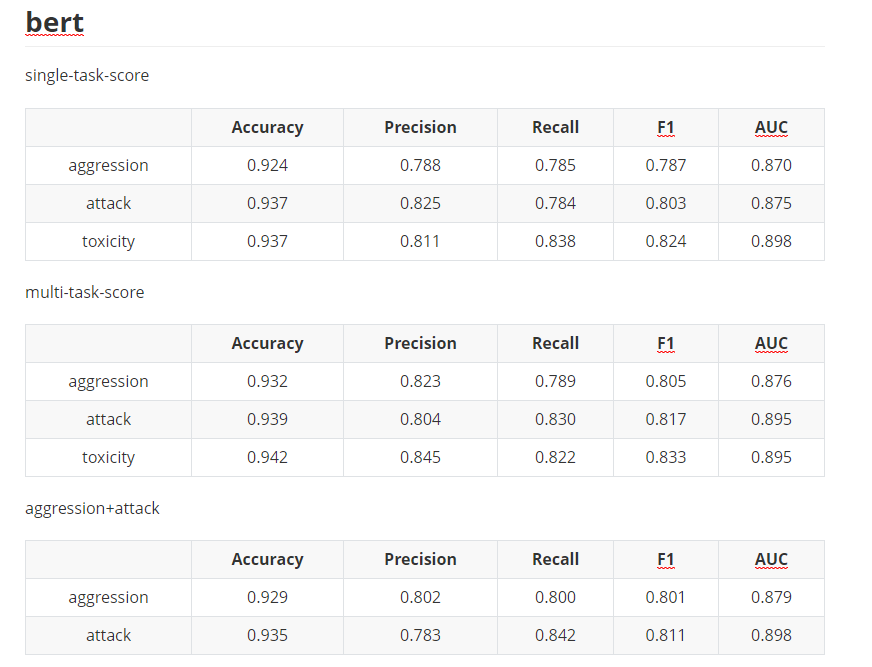 bert
single-task-score
Accuracy Precision Recall F1 AUC
aggression 0.924 0.788 0.785 0.787 0.870
attack 0.937 0.825 0.784 0.803 0.875
toxicity 0.937 0.811 0.838 0.824 0.898
multi-task-score
Accuracy Precision Recall F1 AUC
aggression 0.932 0.823 0.789 0.805 0.876
attack 0.939 0.804 0.830 0.817 0.895
toxicity 0.942 0.845 0.822 0.833 0.895
aggression+attack
Accuracy Precision Recall F1 AUC
aggression 0.929 0.802 0.800 0.801 0.879
attack 0.935 0.783 0.842 0.811 0.898